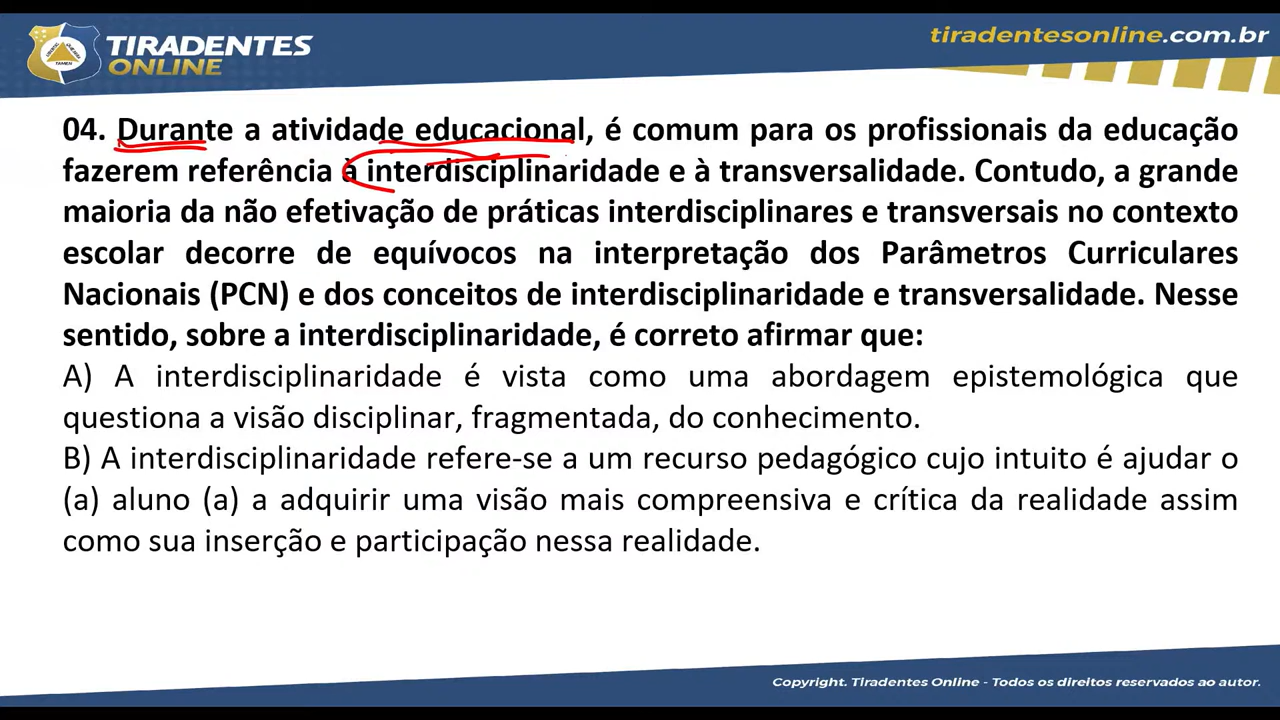 TIRADENTES
ONLINE
tiradentesonline.com.br
04. Durante a atividade educacional, é comum para os profissionais da educação
fazerem referência à interdisciplinaridade e à transversalidade. Contudo, a grande
maioria da não efetivação de práticas interdisciplinares e transversais no contexto
escolar decorre de equívocos na interpretação dos Parâmetros Curriculares
Nacionais (PCN) e dos conceitos de interdisciplinaridade e transversalidade. Nesse
sentido, sobre a interdisciplinaridade, é correto afirmar que:
A) A interdisciplinaridade é vista como uma abordagem epistemológica que
questiona a visão disciplinar, fragmentada, do conhecimento.
B) A interdisciplinaridade refere-se a um recurso pedagógico cujo intuito é ajudar o
(a) aluno (a) a adquirir uma visão mais compreensiva e crítica da realidade assim
como sua inserção e participação nessa realidade.
Copyright. Tiradentes Online - Todos os direitos reservados ao autor.